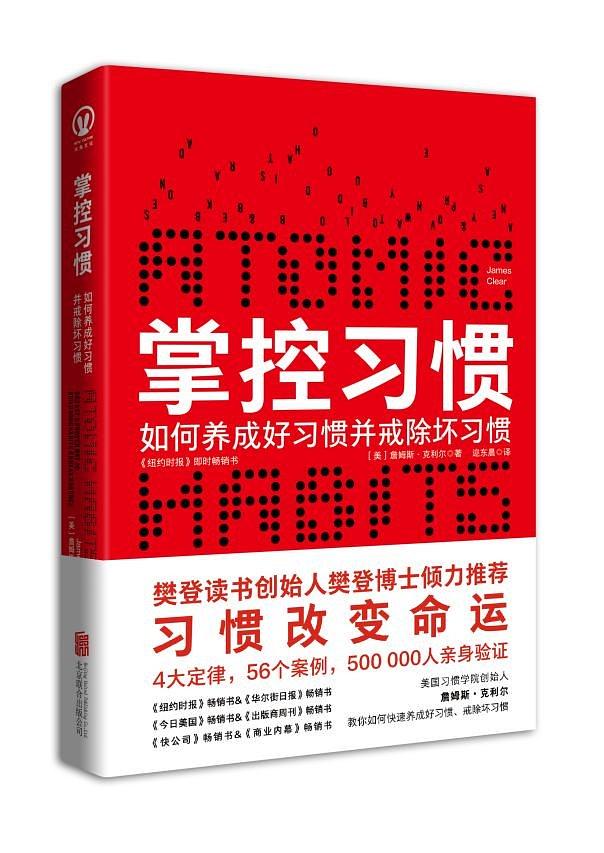 掌控习惯
如何养成好习惯
并戒除坏习惯
北京联合出版公司
ATOMIC
James
Clear
掌控习惯
如何养成好习惯并戒除坏习惯
《纽约时报》即时畅销书
[美]詹姆斯·克利尔◎著 迩东晨◎译
HABITS
樊登读书创始人樊登博士倾力推荐
习惯改变命运
4大定律，56个案例，500 000人亲身验证
《纽约时报》畅销书&《华尔街日报》畅销书
《今日美国》畅销书&《出版商周刊》畅销书
《快公司》畅销书&《商业内幕》畅销书
美国习惯学院创始人
詹姆斯·克利尔
教你如何快速养成好习惯、戒除坏习惯